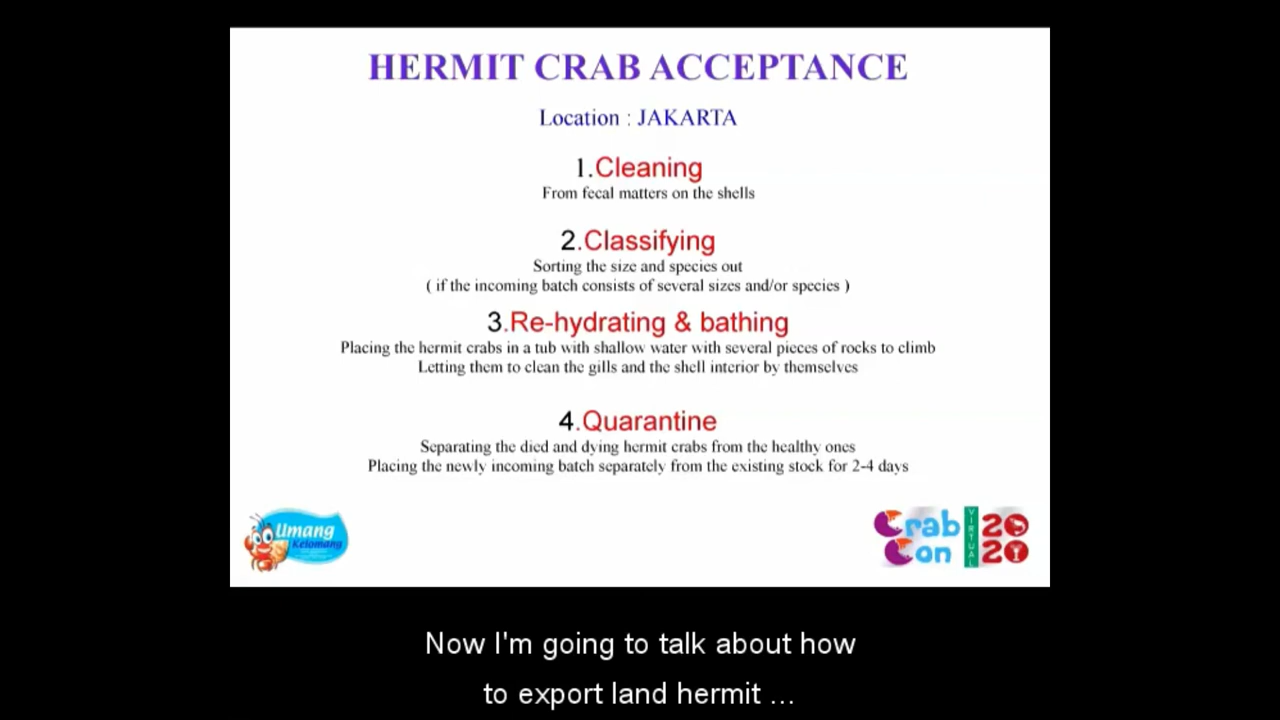 HERMIT CRAB ACCEPTANCE
Location : JAKARTA
1.Cleaning
From fecal matters on the shells
2.Classifying
Sorting the size and species out
( if the incoming batch consists of several sizes and/or species )
3.Re-hydrating & bathing
Placing the hermit crabs in a tub with shallow water with several pieces of rocks to climb
Letting them to clean the gills and the shell interior by themselves
4.Quarantine
Separating the died and dying hermit crabs from the healthy ones
Placing the newly incoming batch separately from the existing stock for 2-4 days
Umang
Kelomang
Crab
Con
VIRTUAL
20
20
Now I'm going to talk about how
to export land hermit ...